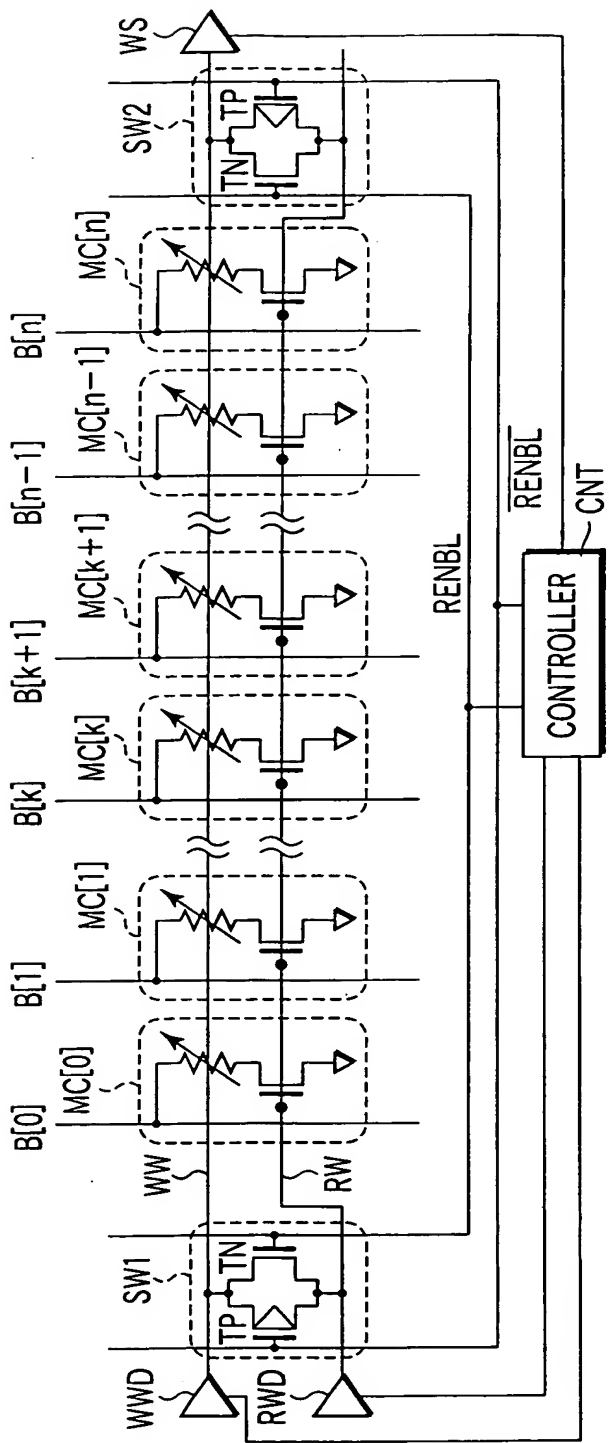 B[0]
B[1]
B[k]
B[k+1]
B[n-1]
B[n]
MC[0]
MC[1]
MC[k]
MC[k+1]
MC[n-1]
MC[n]
SW1
SW2
WWD
WW
WS
TP
TN
TN
TP
RWD
RW
RENBL
RENBL
CONTROLLER
CNT